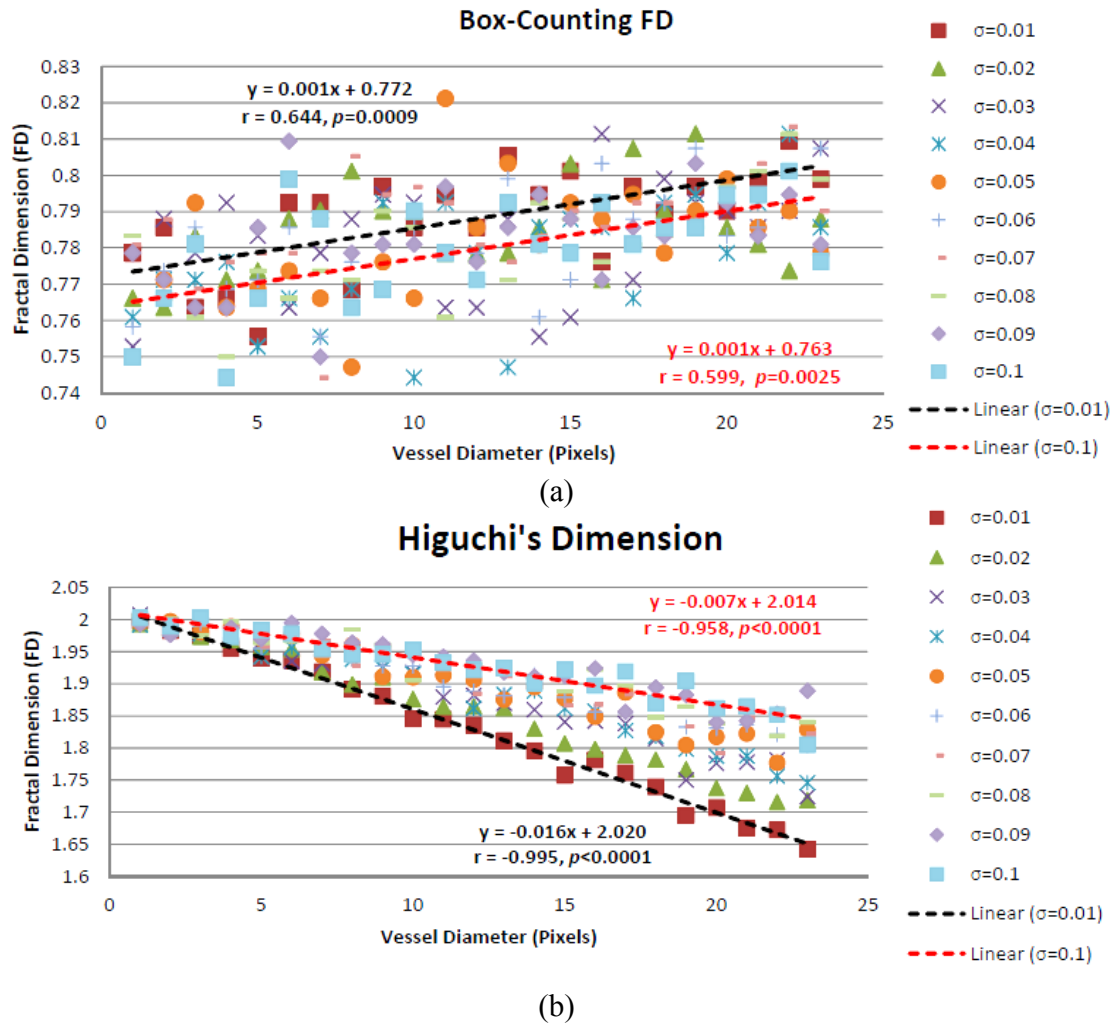 (a)
Box-Counting FD
Fractal Dimension (FD)
0.83
0.82
0.81
0.8
0.79
0.78
0.77
0.76
0.75
0.74
y = 0.001x + 0.772
r = 0.644, p=0.0009
y = 0.001x + 0.763
r = 0.599, p=0.0025
0 5 10 15 20 25
Vessel Diameter (Pixels)
σ=0.01
σ=0.02
σ=0.03
σ=0.04
σ=0.05
σ=0.06
σ=0.07
σ=0.08
σ=0.09
σ=0.1
Linear (σ=0.01)
Linear (σ=0.1)
(a)
Higuchi's Dimension
Fractal Dimension (FD)
2.05
2
1.95
1.9
1.85
1.8
1.75
1.7
1.65
1.6
y = -0.007x + 2.014
r = -0.958, p<0.0001
y = -0.016x + 2.020
r = -0.995, p<0.0001
0 5 10 15 20 25
Vessel Diameter (Pixels)
σ=0.01
σ=0.02
σ=0.03
σ=0.04
σ=0.05
σ=0.06
σ=0.07
σ=0.08
σ=0.09
σ=0.1
Linear (σ=0.01)
Linear (σ=0.1)
(b)